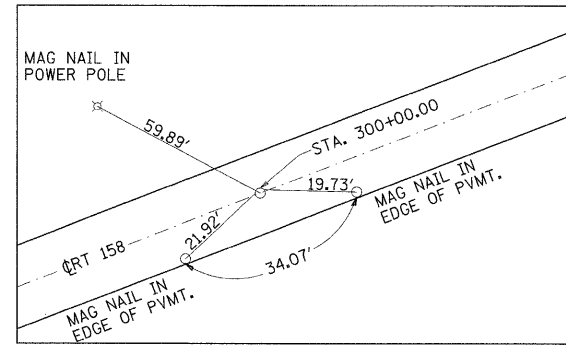 MAG NAIL IN
POWER POLE
59.89'
STA. 300+00.00
19.73'
MAG NAIL IN
EDGE OF PVMT.
21.92'
34.07'
℄RT 158
MAG NAIL IN
EDGE OF PVMT.